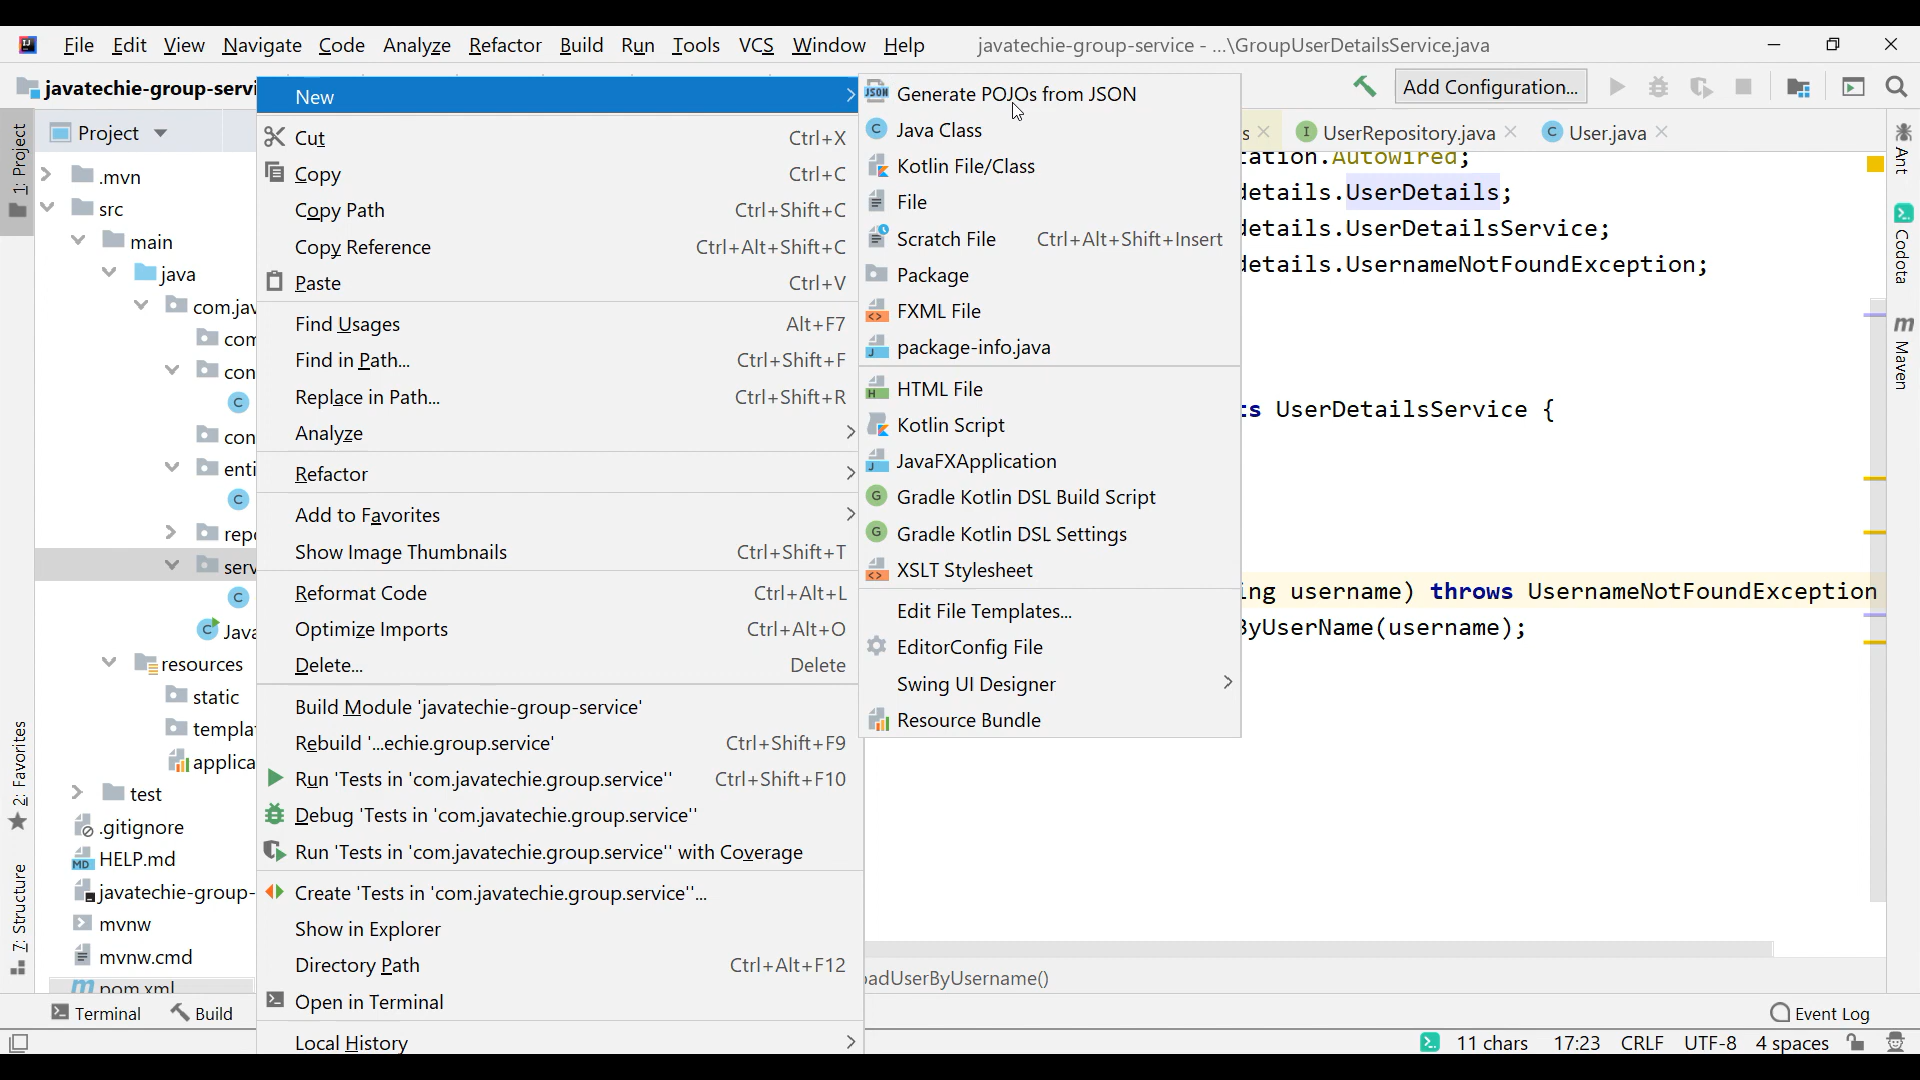 File Edit View Navigate Code Analyze Refactor Build Run Tools VCS Window Help javatechie-group-service - ...\GroupUserDetailsService.java
javatechie-group-servi
Add Configuration...
New
Cut Ctrl+X
Copy Ctrl+C
Copy Path Ctrl+Shift+C
Copy Reference Ctrl+Alt+Shift+C
Paste Ctrl+V
Find Usages Alt+F7
Find in Path... Ctrl+Shift+F
Replace in Path... Ctrl+Shift+R
Analyze
Refactor
Add to Favorites
Show Image Thumbnails Ctrl+Shift+T
Reformat Code Ctrl+Alt+L
Optimize Imports Ctrl+Alt+O
Delete... Delete
Build Module 'javatechie-group-service'
Rebuild '...echie.group.service' Ctrl+Shift+F9
Run 'Tests in 'com.javatechie.group.service'' Ctrl+Shift+F10
Debug 'Tests in 'com.javatechie.group.service''
Run 'Tests in 'com.javatechie.group.service'' with Coverage
Create 'Tests in 'com.javatechie.group.service''...
Show in Explorer
Directory Path Ctrl+Alt+F12
Open in Terminal
Local History
JSON Generate POJOs from JSON
Java Class
Kotlin File/Class
File
Scratch File Ctrl+Alt+Shift+Insert
Package
FXML File
package-info.java
HTML File
Kotlin Script
JavaFXApplication
Gradle Kotlin DSL Build Script
Gradle Kotlin DSL Settings
XSLT Stylesheet
Edit File Templates...
EditorConfig File
Swing UI Designer
Resource Bundle
1: Project
2: Favorites
7: Structure
Project
.mvn
src
main
java
com.jav
com
con
con
enti
repo
serv
Java
resources
static
templat
applica
test
.gitignore
HELP.md
javatechie-group-
mvnw
mvnw.cmd
pom.xml
s UserRepository.java User.java
tation.Autowired;
details.UserDetails;
details.UserDetailsService;
details.UsernameNotFoundException;
ts UserDetailsService {
ing username) throws UsernameNotFoundException
ByUserName(username);
adUserByUsername()
Ant
Codota
Maven
Terminal Build Event Log
11 chars 17:23 CRLF UTF-8 4 spaces